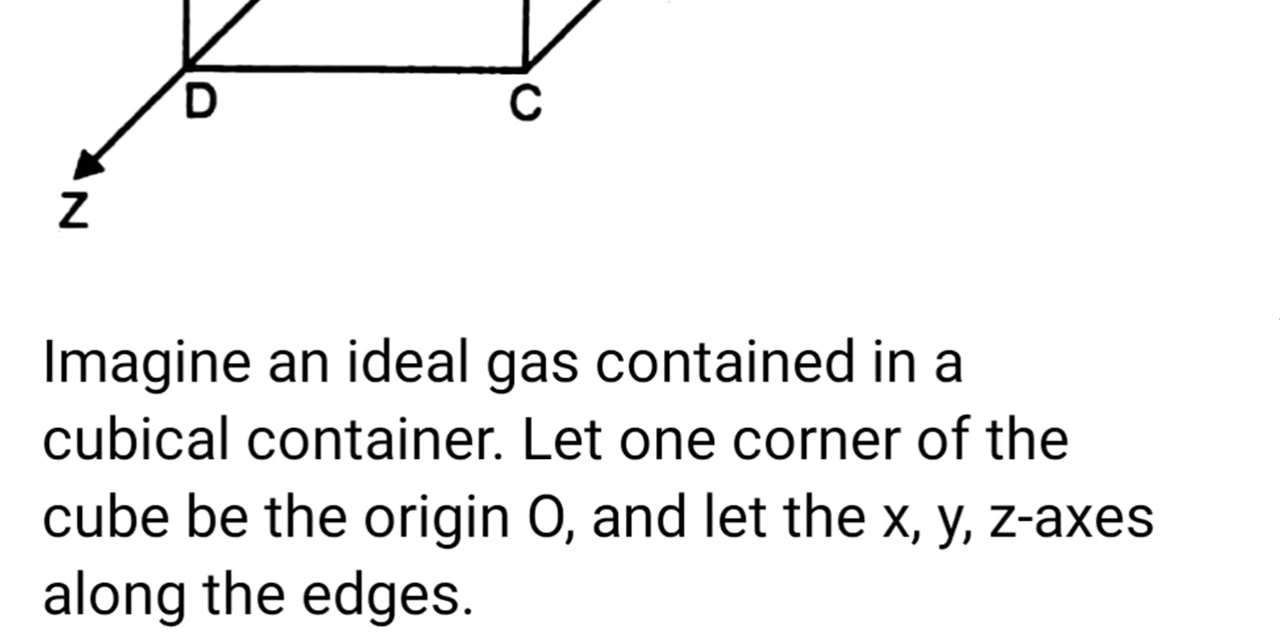 D C
Z
Imagine an ideal gas contained in a
cubical container. Let one corner of the
cube be the origin O, and let the x, y, z-axes
along the edges.